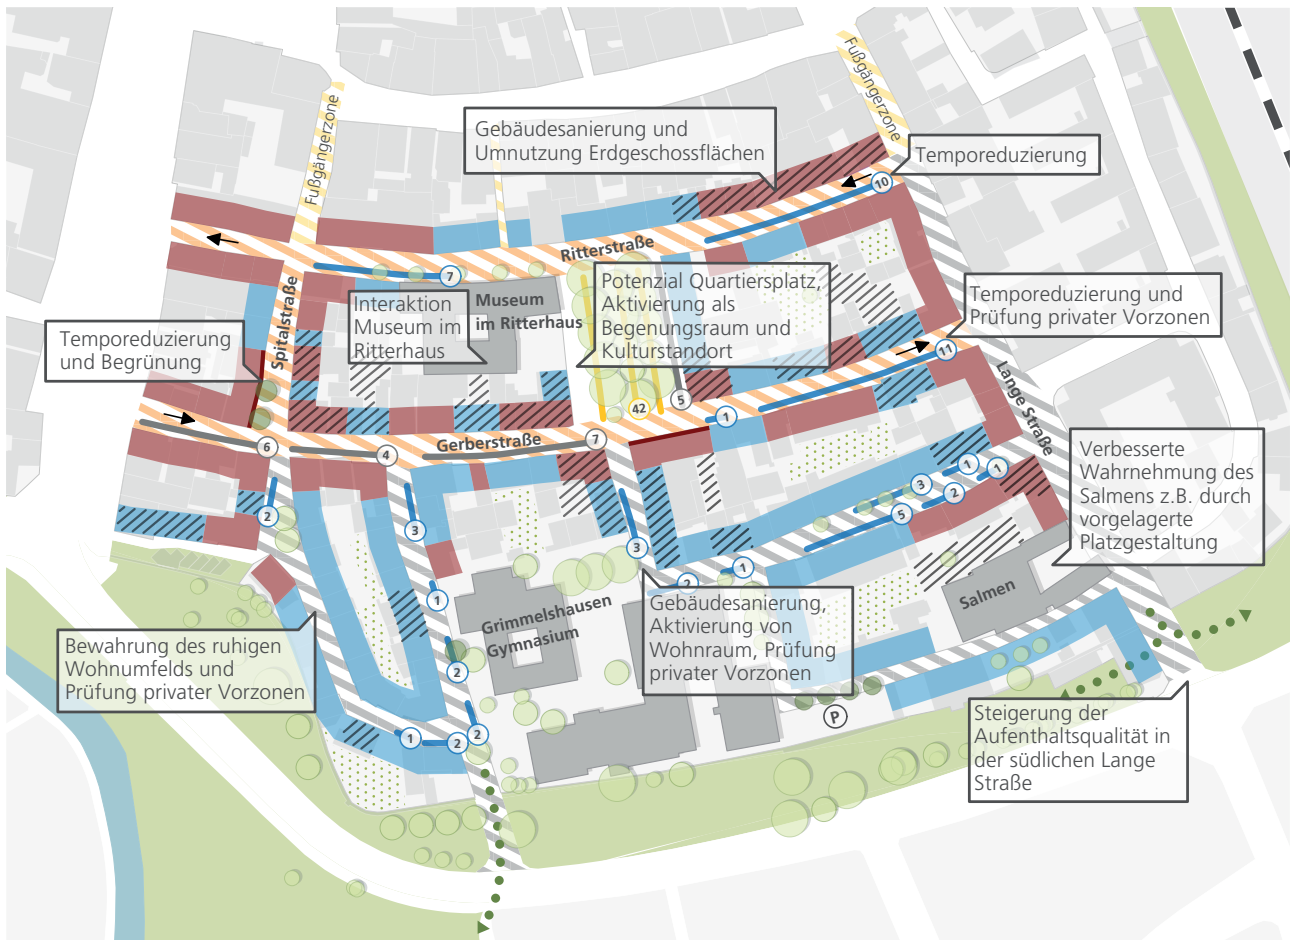 Fußgängerzone
Fußgängerzone
Gebäudesanierung und
Umnutzung Erdgeschossflächen
Temporeduzierung
10
Ritterstraße
7
Interaktion
Museum im
Ritterhaus
Museum
im Ritterhaus
Potenzial Quartiersplatz,
Aktivierung als
Begenungsraum und
Kulturstandort
Temporeduzierung und
Prüfung privater Vorzonen
11
Temporeduzierung
und Begrünung
Spitalstraße
Lange Straße
42
5
1
Gerberstraße
6
4
7
2
3
3
3
1
1
2
5
Verbesserte
Wahrnehmung des
Salmens z.B. durch
vorgelagerte
Platzgestaltung
1
2
1
Salmen
Grimmelshausen
Gymnasium
Gebäudesanierung,
Aktivierung von
Wohnraum, Prüfung
privater Vorzonen
Bewahrung des ruhigen
Wohnumfelds und
Prüfung privater Vorzonen
2
2
1
2
P
Steigerung der
Aufenthaltsqualität in
der südlichen Lange
Straße